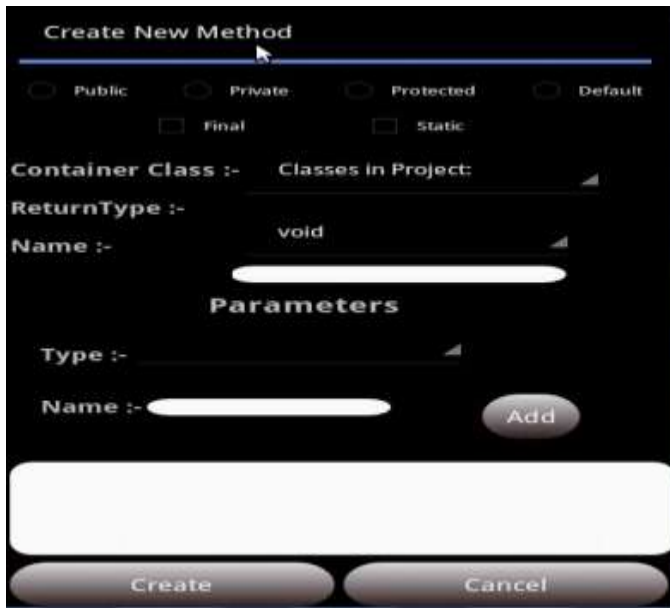 Create New Method
Public Private Protected Default
Final Static
Container Class :- Classes in Project:
ReturnType :-
void
Name :-
Parameters
Type :-
Name :- Add
Create Cancel